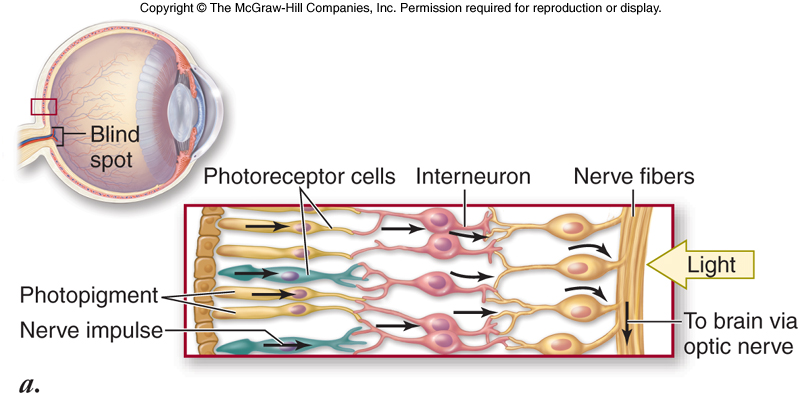 Copyright © The McGraw-Hill Companies, Inc. Permission required for reproduction or display.
Blind
spot
Photoreceptor cells
Interneuron
Nerve fibers
Light
Photopigment
Nerve impulse
To brain via
optic nerve
a.